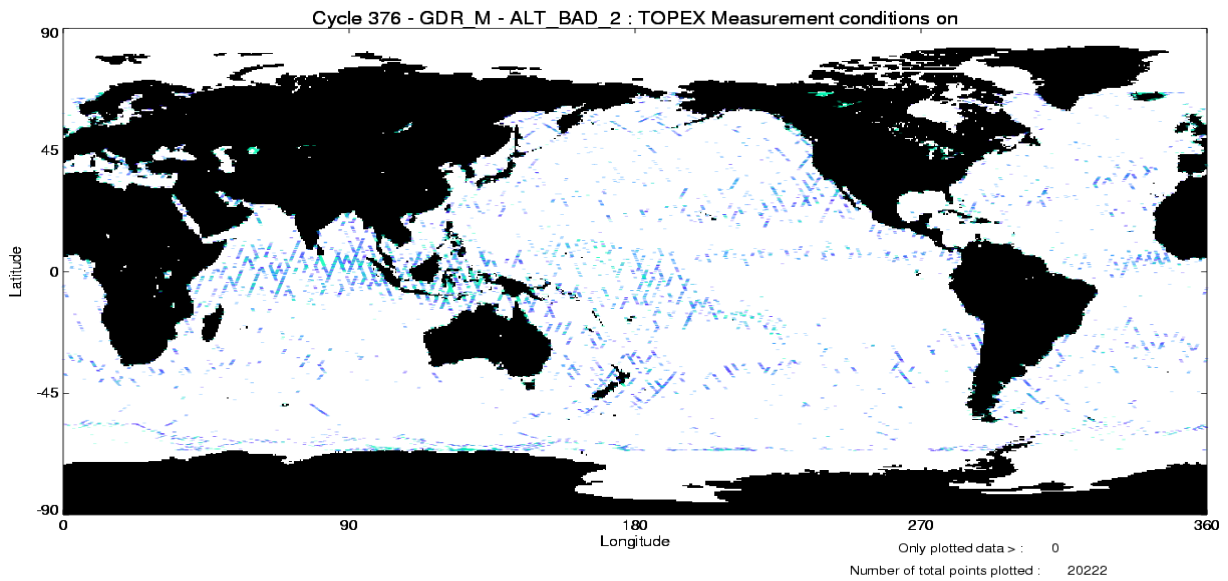 Cycle 376 - GDR_M - ALT_BAD_2 : TOPEX Measurement conditions on
90
45
0
-45
-90
Latitude
0 90 180 270 360
Longitude
Only plotted data > : 0
Number of total points plotted : 20222